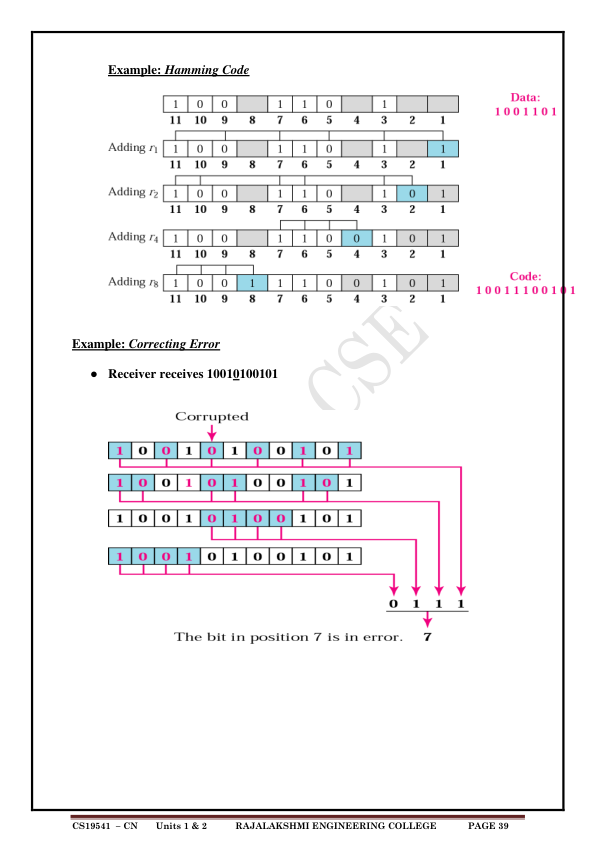 Example: Hamming Code
1 0 0 1 1 0 1 Data:
11 10 9 8 7 6 5 4 3 2 1 1 0 0 1 1 0 1
Adding r1 1 0 0 1 1 0 1 1
11 10 9 8 7 6 5 4 3 2 1
Adding r2 1 0 0 1 1 0 1 0 1
11 10 9 8 7 6 5 4 3 2 1
Adding r4 1 0 0 1 1 0 0 1 0 1
11 10 9 8 7 6 5 4 3 2 1
Adding r8 1 0 0 1 1 1 0 0 1 0 1 Code:
11 10 9 8 7 6 5 4 3 2 1 1 0 0 1 1 1 0 0 1 0 1
Example: Correcting Error
● Receiver receives 10010100101
Corrupted
1 0 0 1 0 1 0 0 1 0 1
1 0 0 1 0 1 0 0 1 0 1
1 0 0 1 0 1 0 0 1 0 1
1 0 0 1 0 1 0 0 1 0 1
0 1 1 1
The bit in position 7 is in error. 7
CSE
CS19541 – CN Units 1 & 2 RAJALAKSHMI ENGINEERING COLLEGE PAGE 39